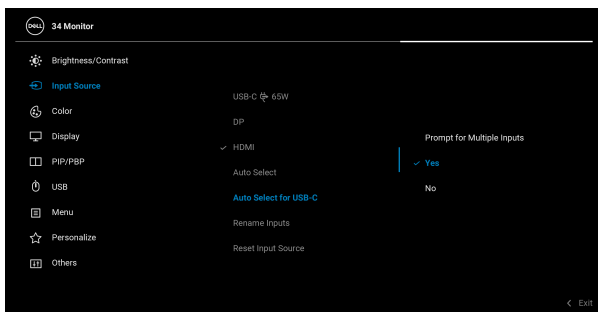 DELL 34 Monitor
Brightness/Contrast
Input Source
Color
Display
PIP/PBP
USB
Menu
Personalize
Others
USB-C 65W
DP
HDMI
Auto Select
Auto Select for USB-C
Rename Inputs
Reset Input Source
Prompt for Multiple Inputs
Yes
No
Exit